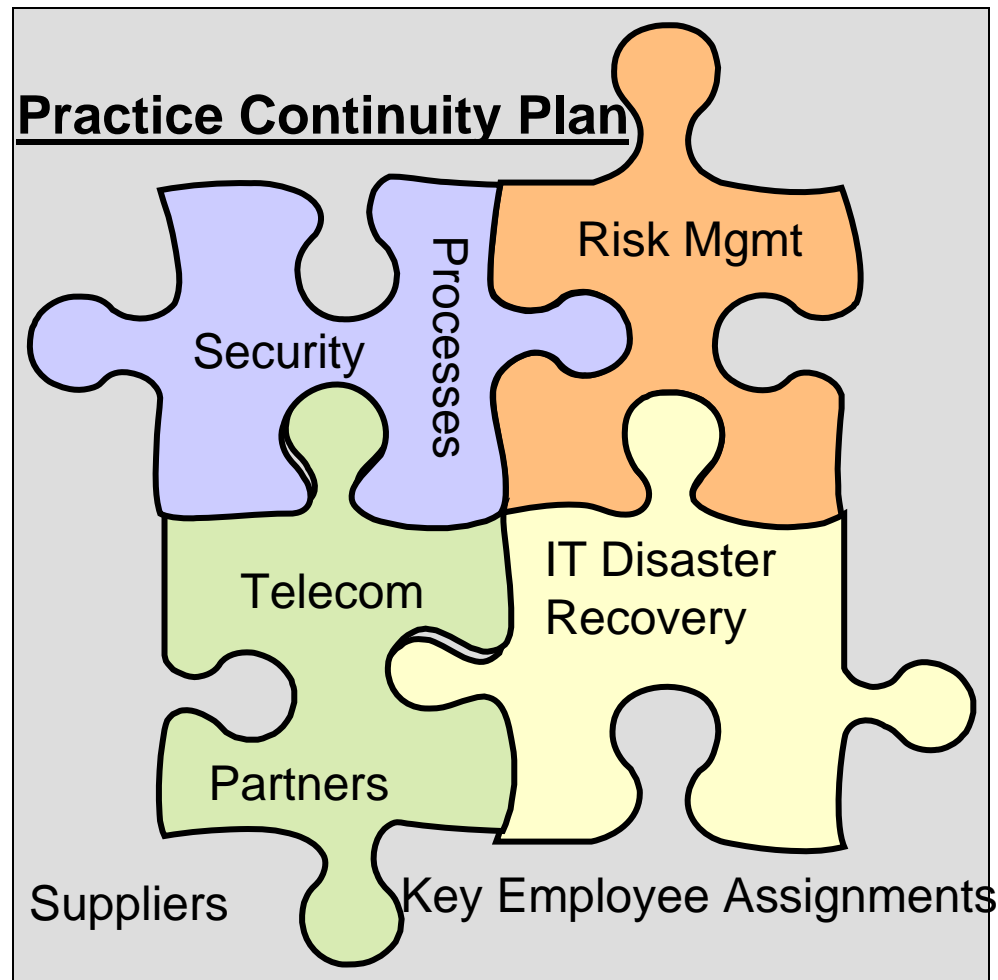 Practice Continuity Plan
Risk Mgmt
Security
Processes
Telecom
IT Disaster
Recovery
Partners
Suppliers
Key Employee Assignments